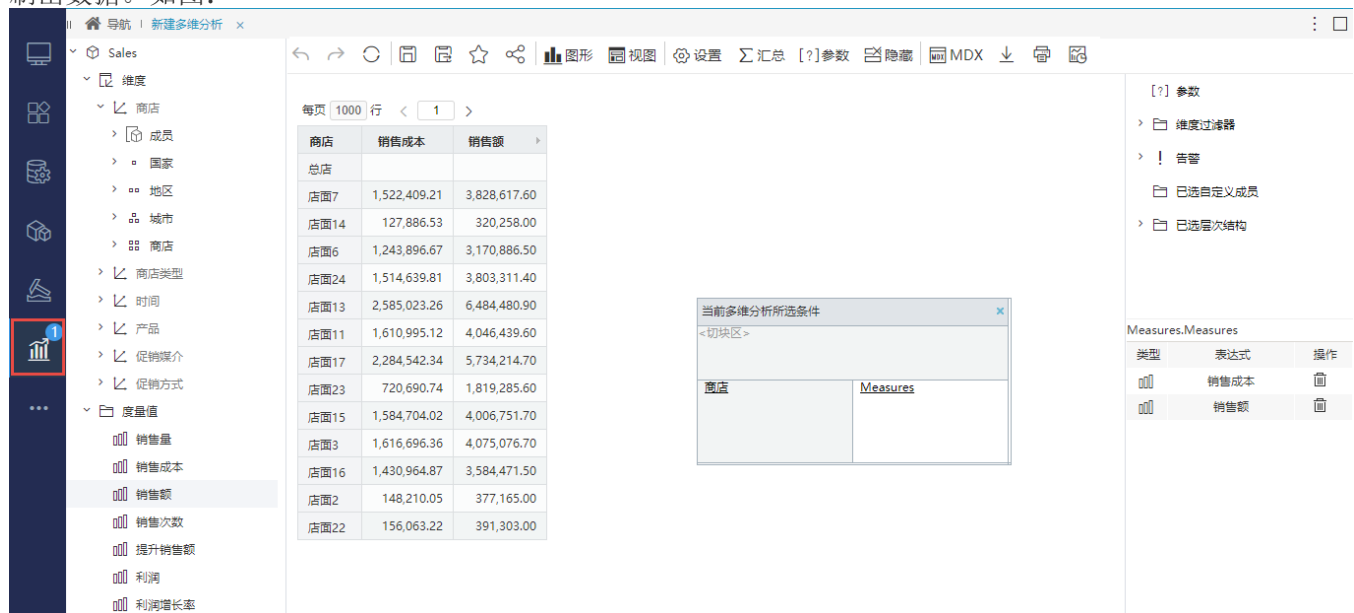 导航 新建多维分析 ×
Sales
维度
商店
成员
国家
地区
城市
商店
商店类型
时间
产品
促销媒介
促销方式
度量值
销售量
销售成本
销售额
销售次数
提升销售额
利润
利润增长率
1
图形 视图 设置 ∑汇总 [?]参数 隐藏 MDX MDX
每页 1000 行 < 1 >
商店 销售成本 销售额
总店
店面7 1,522,409.21 3,828,617.60
店面14 127,886.53 320,258.00
店面6 1,243,896.67 3,170,886.50
店面24 1,514,639.81 3,803,311.40
店面13 2,585,023.26 6,484,480.90
店面11 1,610,995.12 4,046,439.60
店面17 2,284,542.34 5,734,214.70
店面23 720,690.74 1,819,285.60
店面15 1,584,704.02 4,006,751.70
店面3 1,616,696.36 4,075,076.70
店面16 1,430,964.87 3,584,471.50
店面2 148,210.05 377,165.00
店面22 156,063.22 391,303.00
当前多维分析所选条件 ×
<切块区>
商店 Measures
[?] 参数
维度过滤器
! 告警
已选自定义成员
已选层次结构
Measures.Measures
类型 表达式 操作
销售成本
销售额